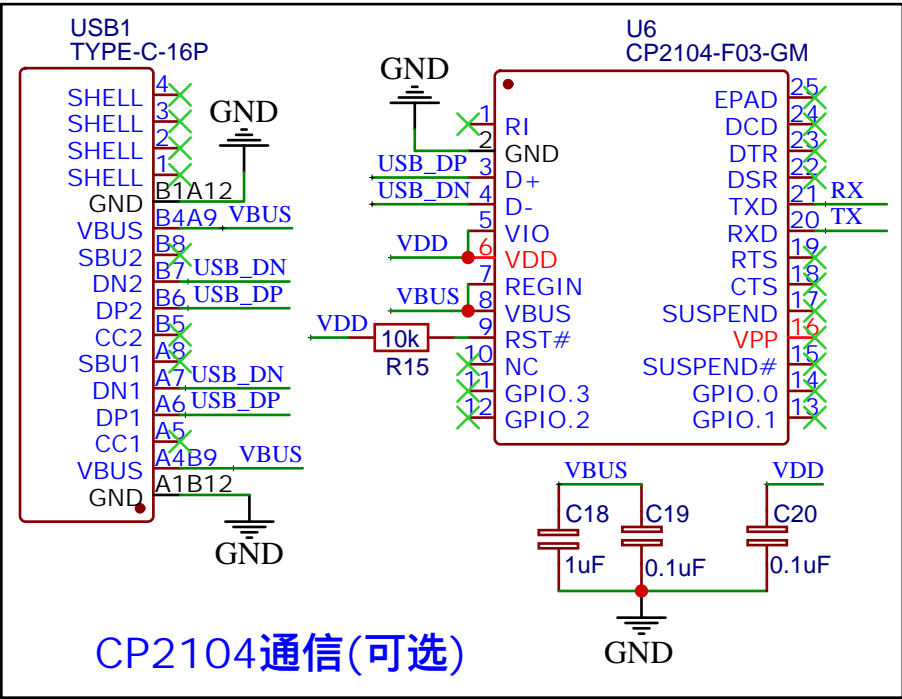 USB1
TYPE-C-16P
SHELL 4
SHELL 3
SHELL 2
SHELL 1
GND B1A12
GND
VBUS B4A9 VBUS
SBU2 B8
DN2 B7 USB_DN
DP2 B6 USB_DP
CC2 B5
SBU1 A8
DN1 A7 USB_DN
DP1 A6 USB_DP
CC1 A5
VBUS A4B9 VBUS
GND A1B12
GND
U6
CP2104-F03-GM
GND
1 RI
2 GND
USB_DP 3 D+
USB_DN 4 D-
5 VIO
VDD 6 VDD
7 REGIN
VBUS 8 VBUS
VDD 10k 9 RST#
R15
10 NC
11 GPIO.3
12 GPIO.2
EPAD 25
DCD 24
DTR 23
DSR 22
TXD 21 RX
RXD 20 TX
RTS 19
CTS 18
SUSPEND 17
VPP 16
SUSPEND# 15
GPIO.0 14
GPIO.1 13
VBUS VDD
C18 C19 C20
1uF 0.1uF 0.1uF
GND
CP2104通信(可选)